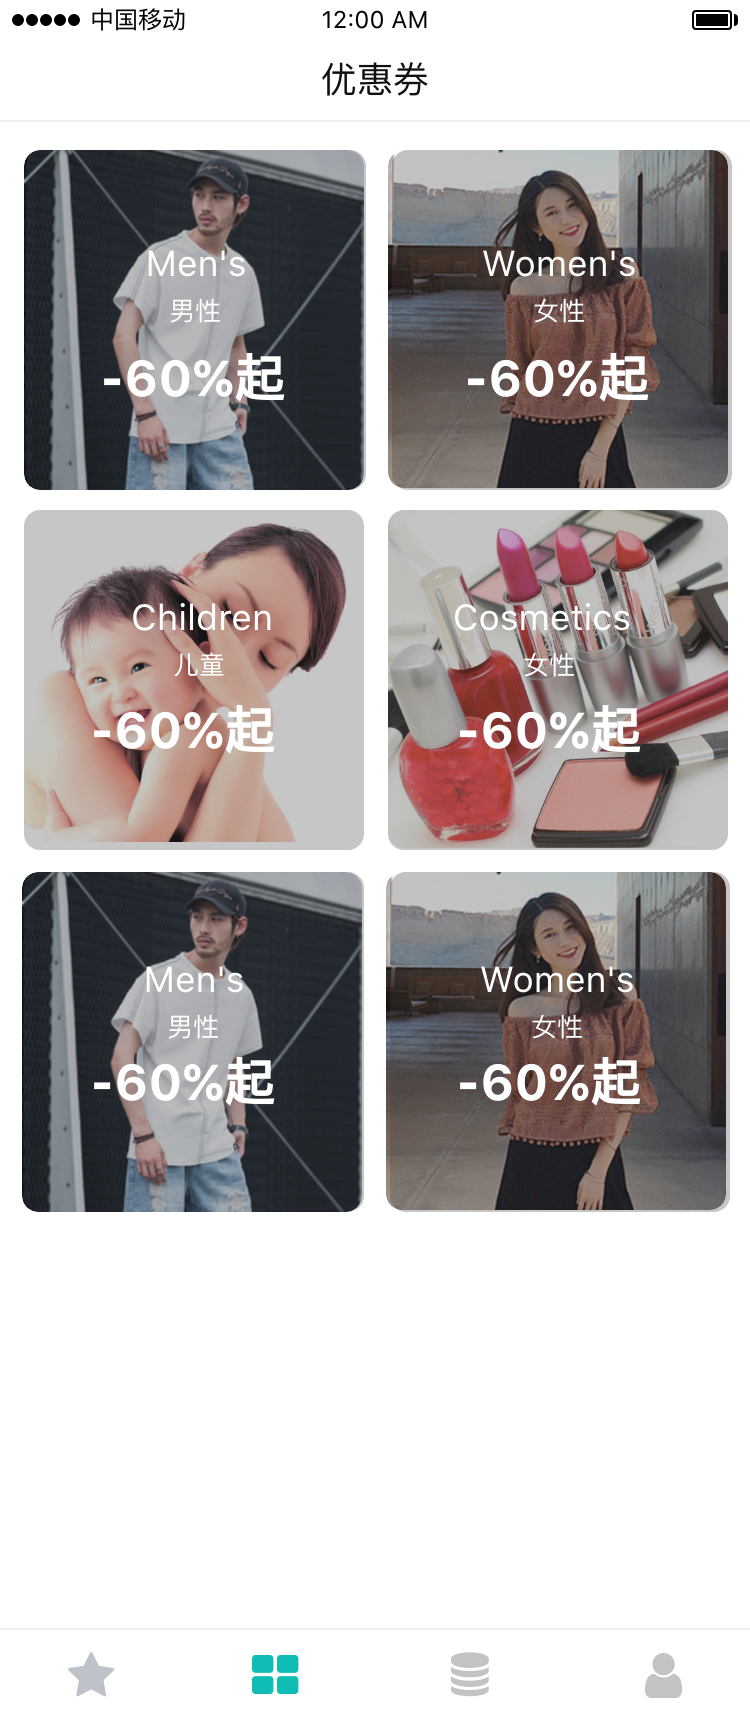 中国移动 12:00 AM
优惠券
Men's
男性
-60%起
Women's
女性
-60%起
Children
儿童
-60%起
Cosmetics
女性
-60%起
Men's
男性
-60%起
Women's
女性
-60%起